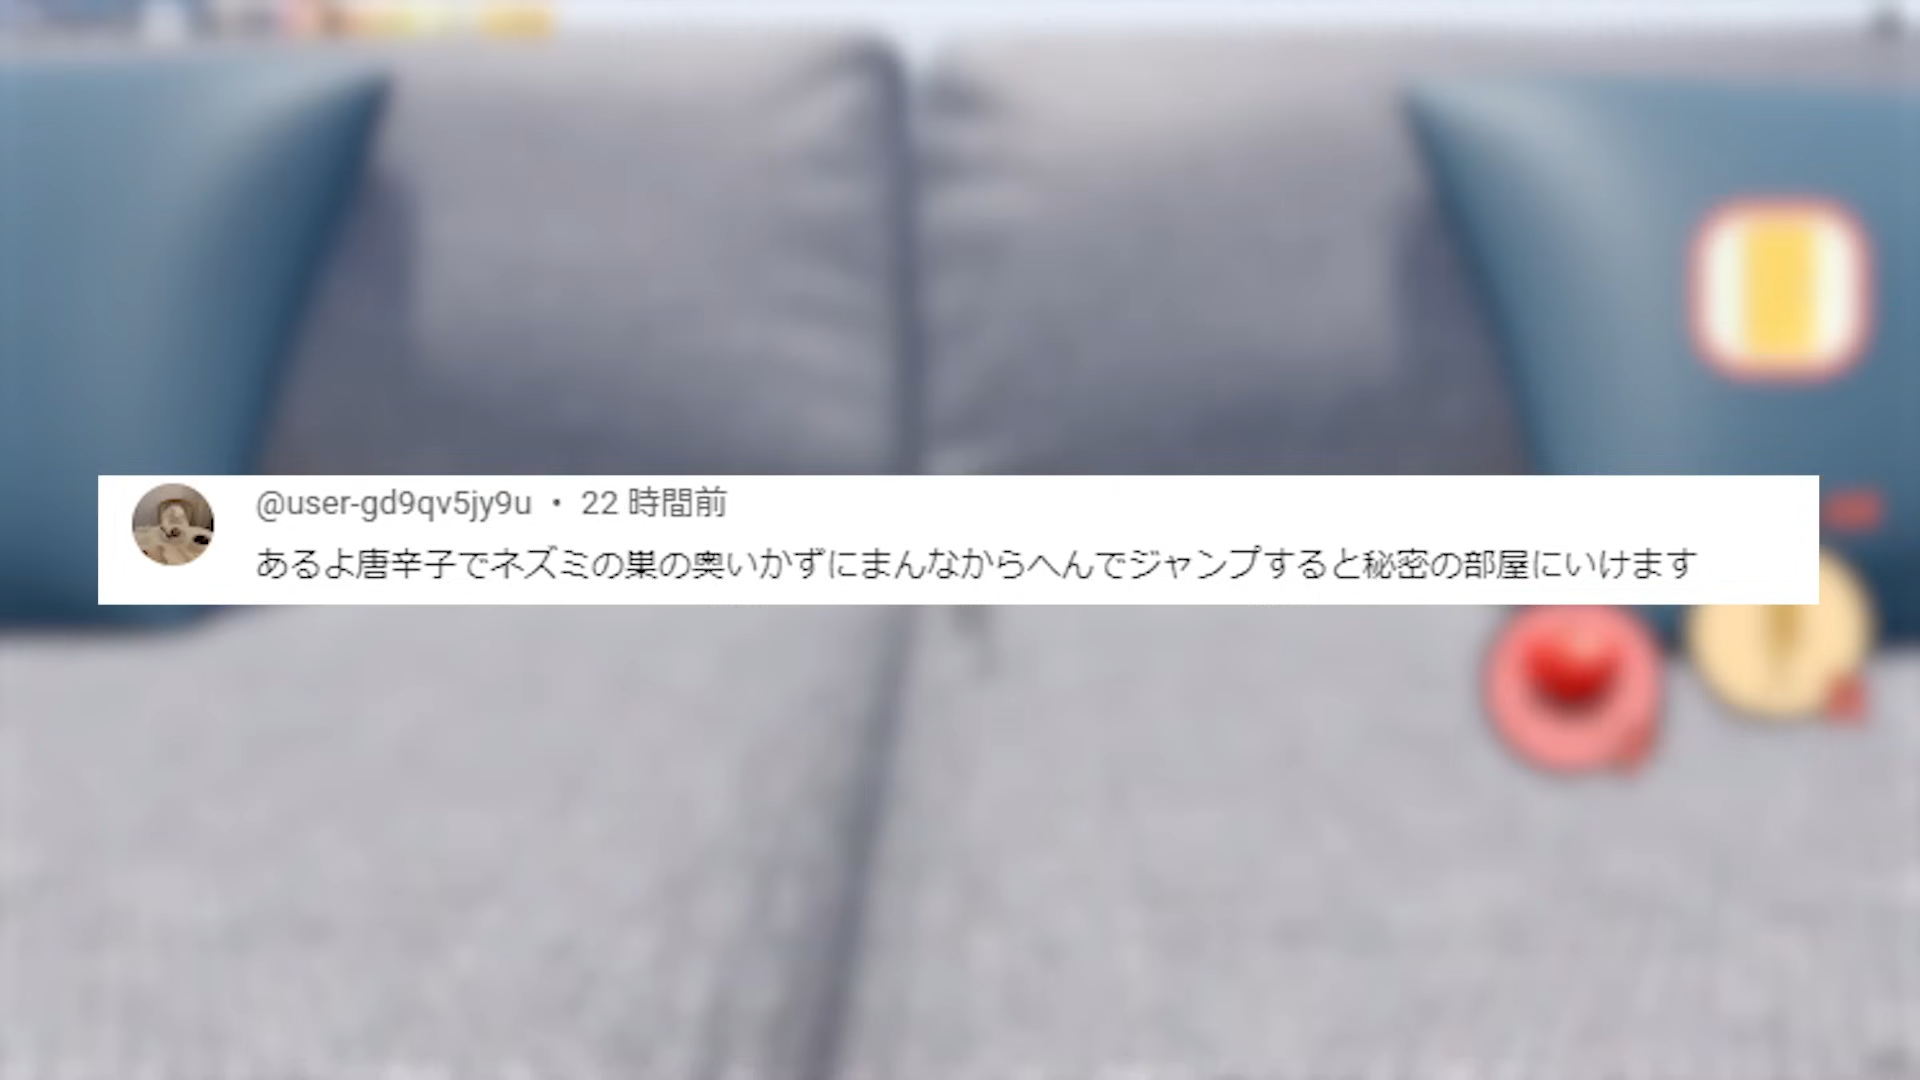 @user-gd9qv5jy9u • 22 時間前
あるよ唐辛子でネズミの巣の奥いかずにまんなからへんでジャンプすると秘密の部屋にいけます